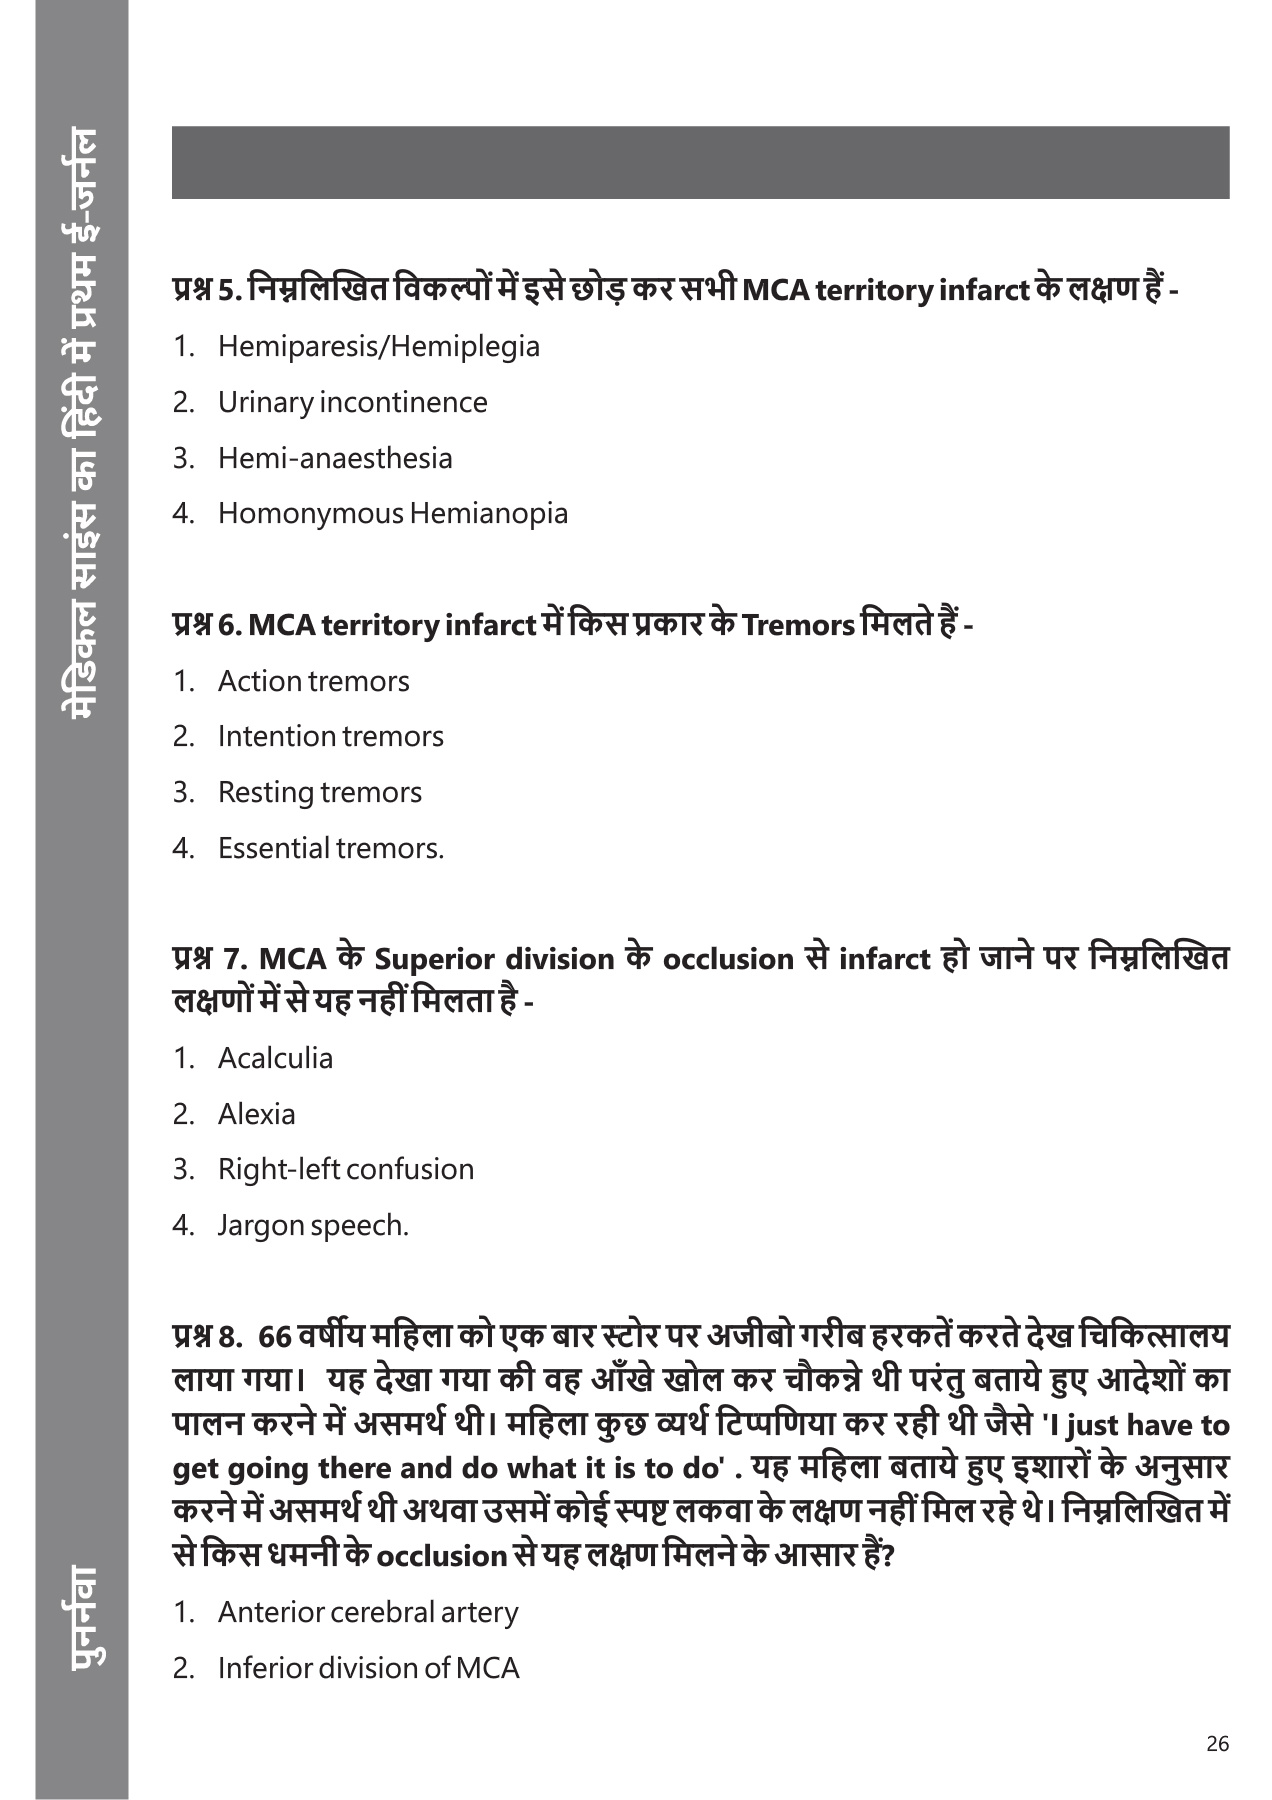 मेडिकल साइंस का हिंदी में प्रथम ई-जर्नल
पुनर्नवा
प्रश्न 5. निम्नलिखित विकल्पों में इसे छोड़ कर सभी MCA territory infarct के लक्षण हैं -
1. Hemiparesis/Hemiplegia
2. Urinary incontinence
3. Hemi-anaesthesia
4. Homonymous Hemianopia
प्रश्न 6. MCA territory infarct में किस प्रकार के Tremors मिलते हैं -
1. Action tremors
2. Intention tremors
3. Resting tremors
4. Essential tremors.
प्रश्न 7. MCA के Superior division के occlusion से infarct हो जाने पर निम्नलिखित
लक्षणों में से यह नहीं मिलता है -
1. Acalculia
2. Alexia
3. Right-left confusion
4. Jargon speech.
प्रश्न 8. 66 वर्षीय महिला को एक बार स्टोर पर अजीबो गरीब हरकतें करते देख चिकित्सालय
लाया गया। यह देखा गया की वह आँखे खोल कर चौकन्ने थी परंतु बताये हुए आदेशों का
पालन करने में असमर्थ थी। महिला कुछ व्यर्थ टिप्पणिया कर रही थी जैसे 'I just have to
get going there and do what it is to do' . यह महिला बताये हुए इशारों के अनुसार
करने में असमर्थ थी अथवा उसमें कोई स्पष्ट लकवा के लक्षण नहीं मिल रहे थे। निम्नलिखित में
से किस धमनी के occlusion से यह लक्षण मिलने के आसार हैं?
1. Anterior cerebral artery
2. Inferior division of MCA
26